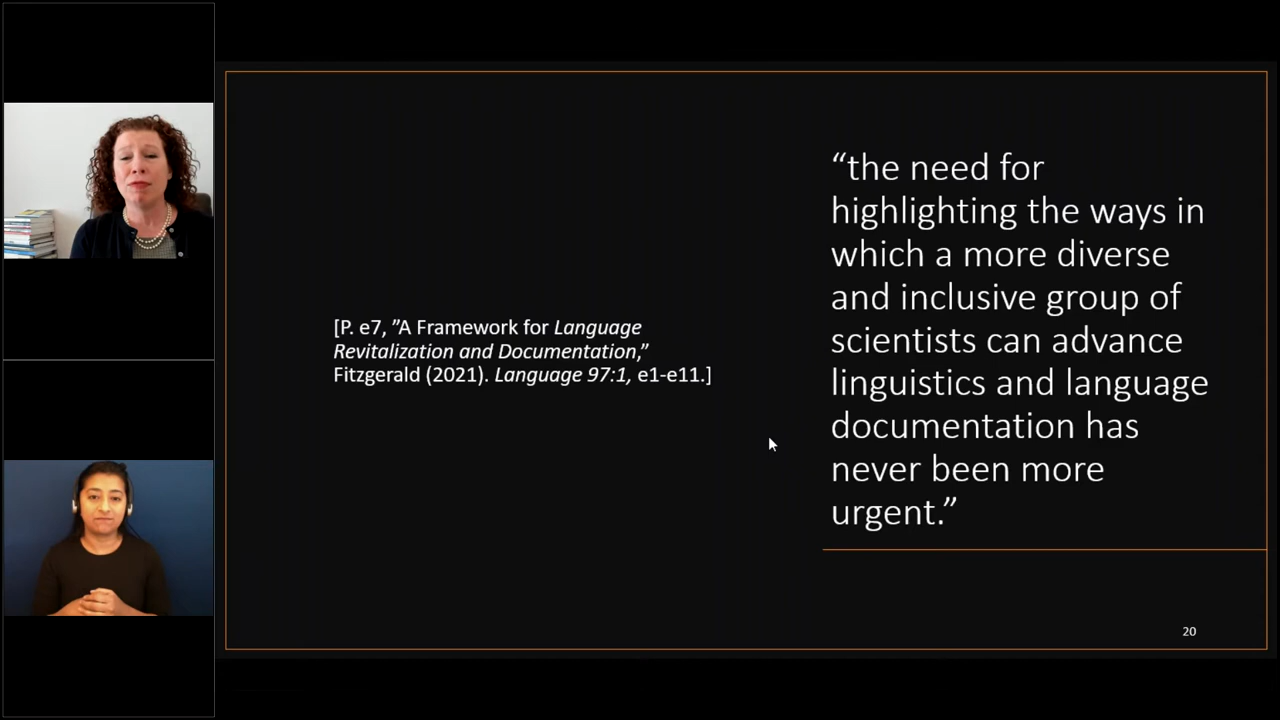 [P. e7, ”A Framework for Language
Revitalization and Documentation,”
Fitzgerald (2021). Language 97:1, e1-e11.]
“the need for
highlighting the ways in
which a more diverse
and inclusive group of
scientists can advance
linguistics and language
documentation has
never been more
urgent.”
20